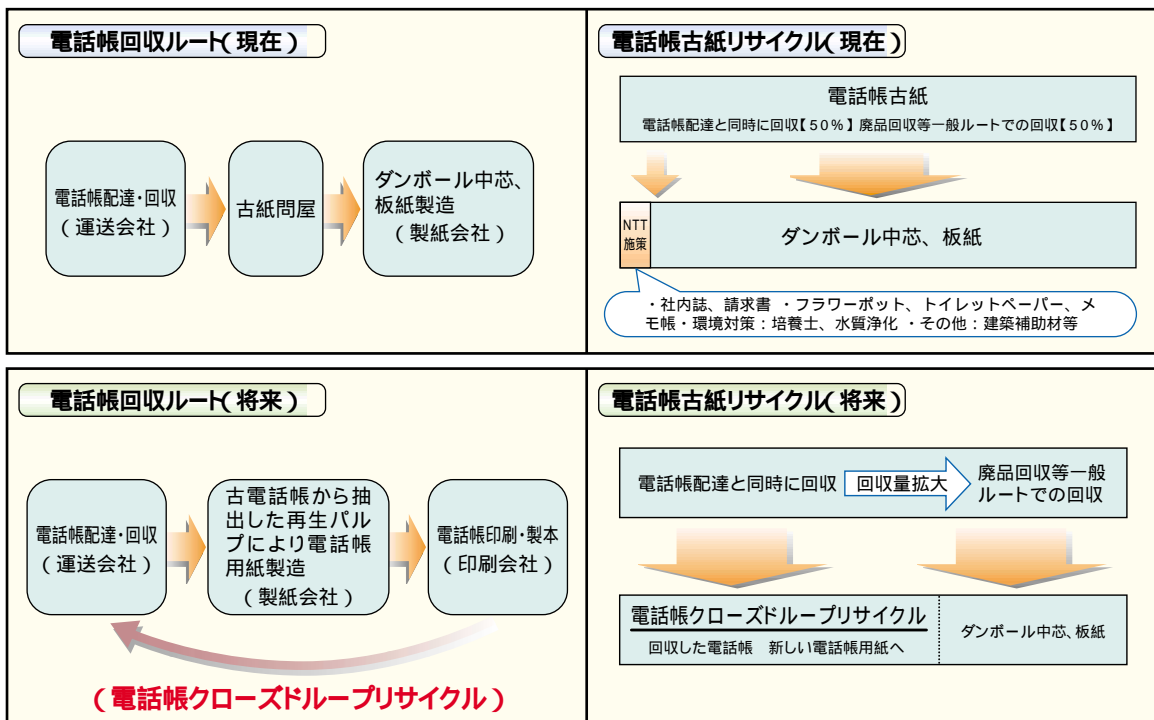 電話帳回収ルート(現在)
電話帳配達・回収
(運送会社)
古紙問屋
ダンボール中芯、
板紙製造
(製紙会社)
電話帳古紙リサイクル(現在)
電話帳古紙
電話帳配達と同時に回収【50%】廃品回収等一般ルートでの回収【50%】
NTT
施策
ダンボール中芯、板紙
・社内誌、請求書 ・フラワーポット、トイレットペーパー、メ
モ帳・環境対策:培養士、水質浄化 ・その他:建築補助材等
電話帳回収ルート(将来)
電話帳配達・回収
(運送会社)
古電話帳から抽
出した再生パル
プにより電話帳
用紙製造
(製紙会社)
電話帳印刷・製本
(印刷会社)
(電話帳クローズドループリサイクル)
電話帳古紙リサイクル(将来)
電話帳配達と同時に回収
回収量拡大
廃品回収等一般
ルートでの回収
電話帳クローズドループリサイクル
回収した電話帳 新しい電話帳用紙へ
ダンボール中芯、板紙